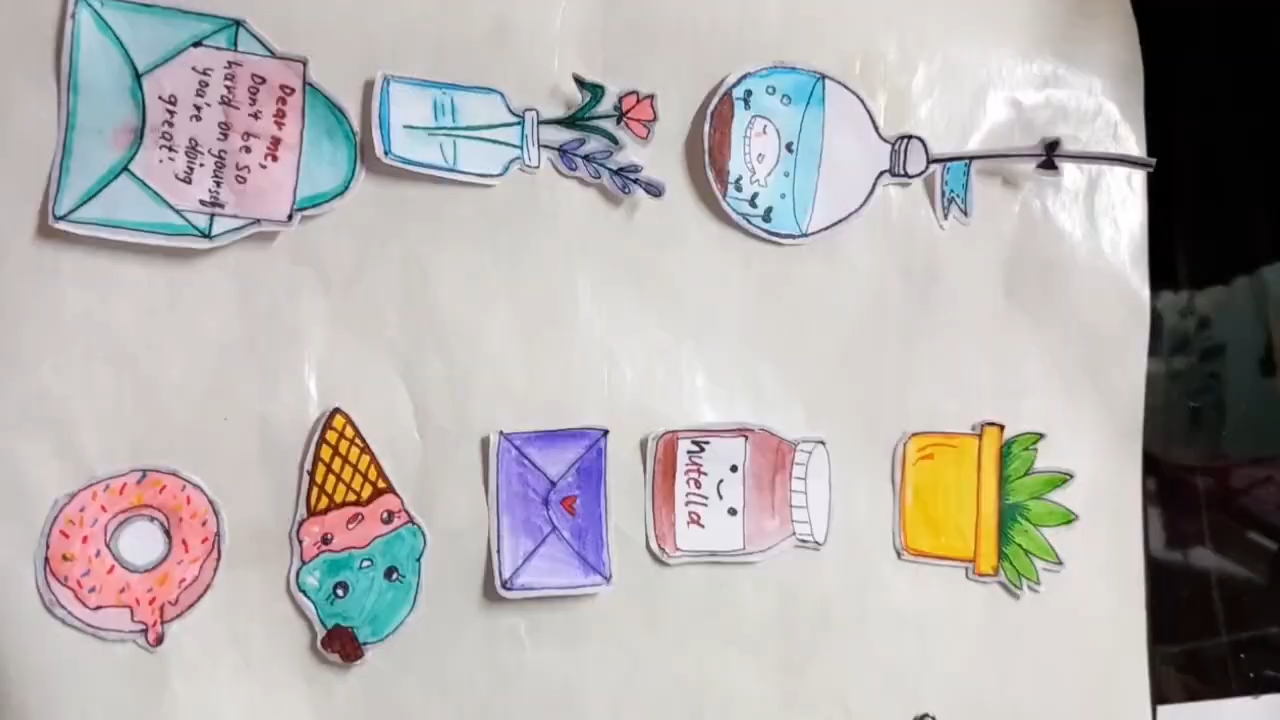 Dear me,
Don't be so
hard on yourself
you're doing
great!
nutella